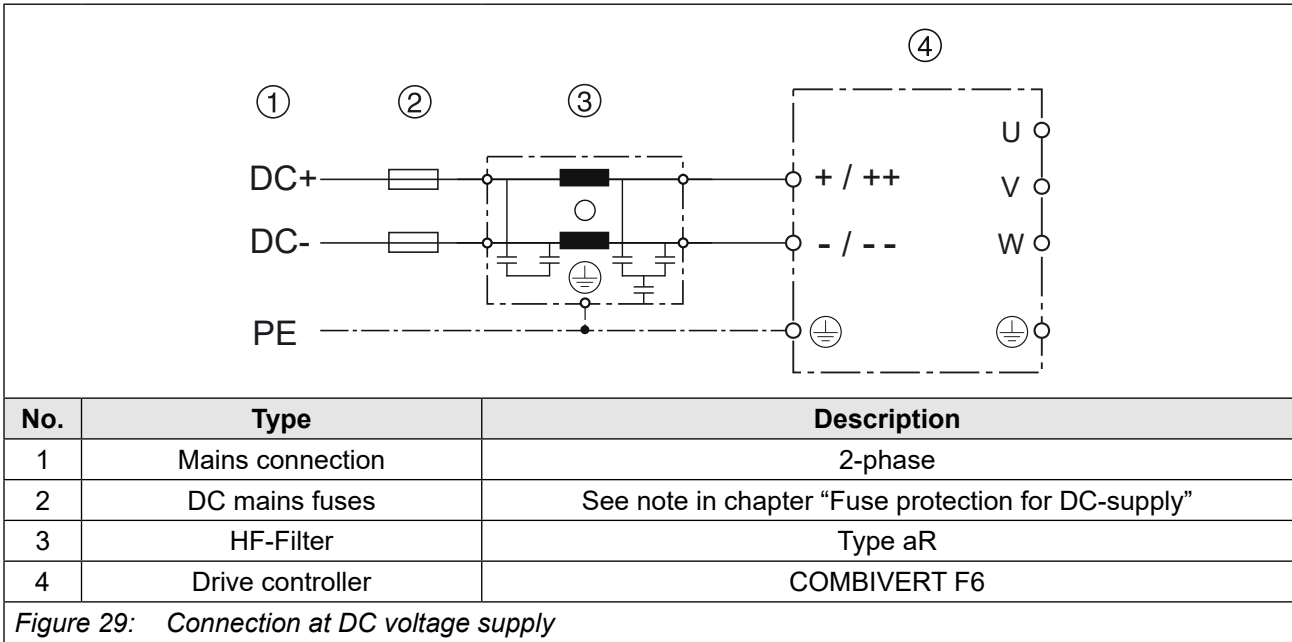 ④
① ② ③
U
DC+ + / ++ V
DC- - / - - W
PE
No. Type Description
1 Mains connection 2-phase
2 DC mains fuses See note in chapter “Fuse protection for DC-supply”
3 HF-Filter Type aR
4 Drive controller COMBIVERT F6
Figure 29: Connection at DC voltage supply